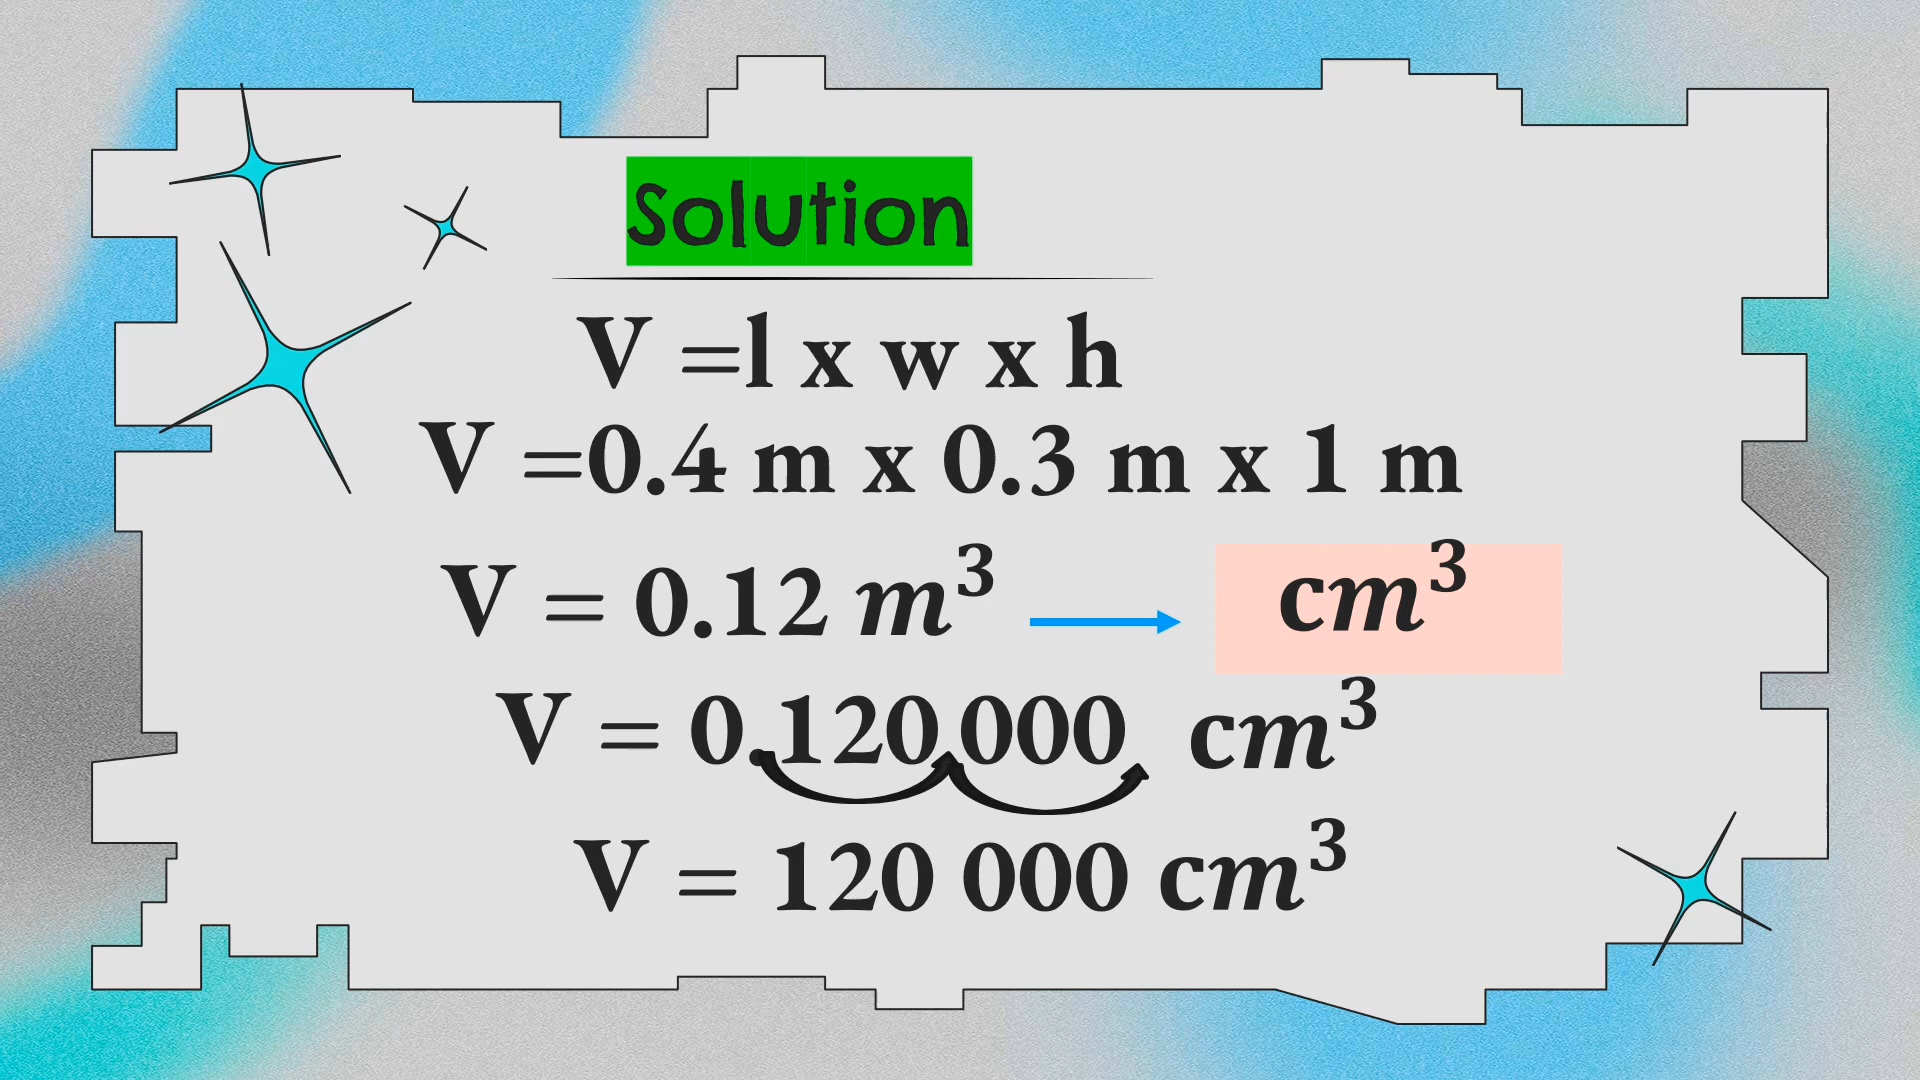 Solution
V =l x w x h
V =0.4 m x 0.3 m x 1 m
V = 0.12 m³ cm³
V = 0.120 000 cm³
V = 120 000 cm³